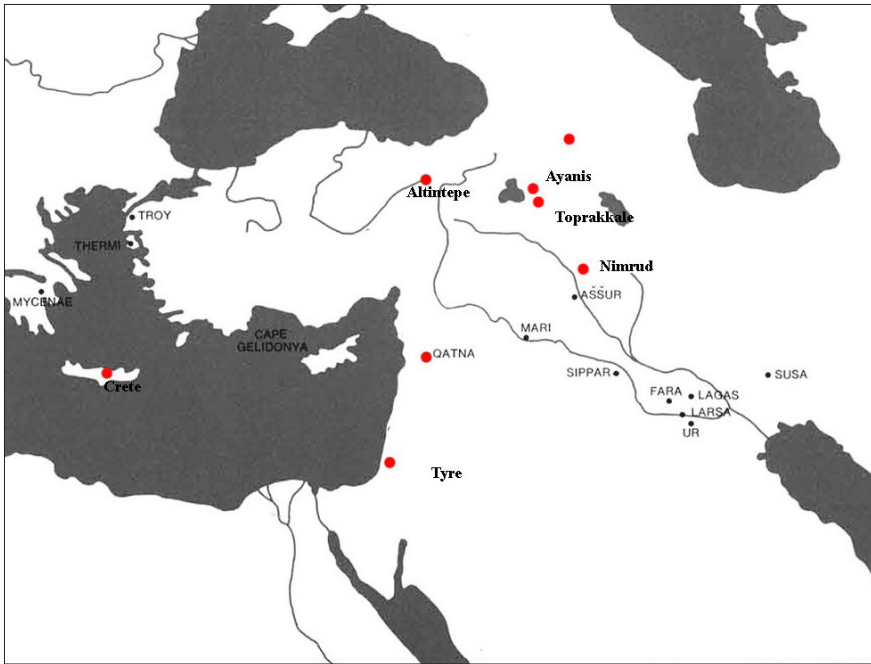 Ayanis
Altintepe
Toprakkale
TROY
THERMI
Nimrud
MYCENAE
AŠŠUR
CAPE
GELIDONYA
MARI
QATNA
SIPPAR
SUSA
Crete
FARA
LAGAS
LARSA
UR
Tyre